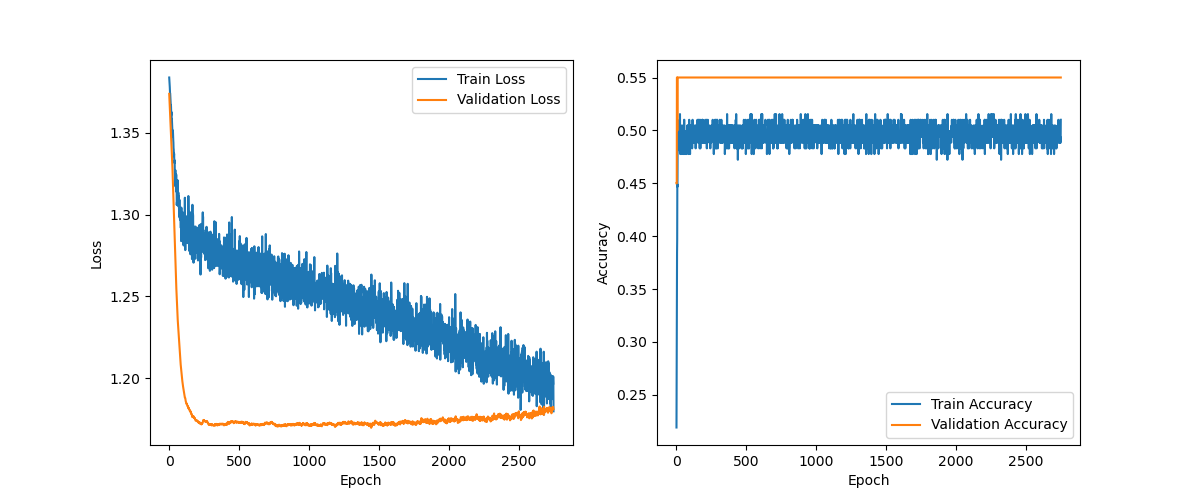 Train Loss
Validation Loss
1.35
1.30
1.25
1.20
Loss
0 500 1000 1500 2000 2500
Epoch
0.55
0.50
0.45
0.40
0.35
0.30
0.25
Accuracy
Train Accuracy
Validation Accuracy
0 500 1000 1500 2000 2500
Epoch